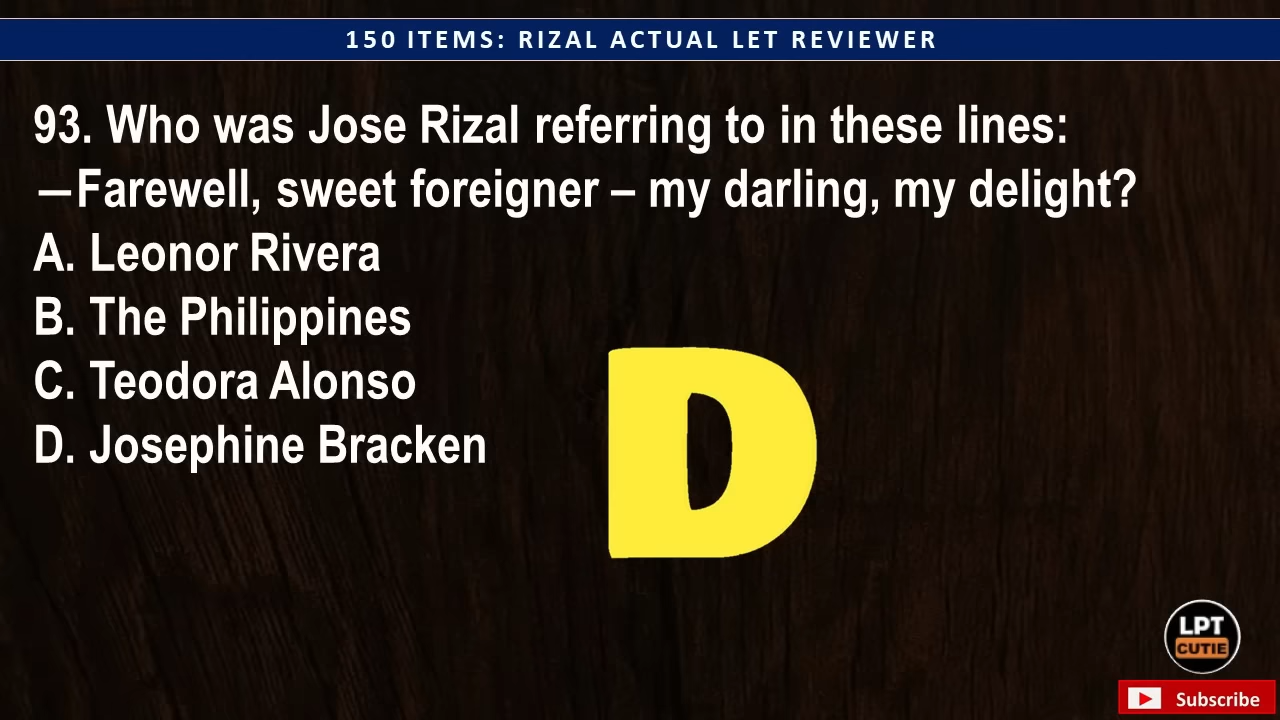 150 ITEMS: RIZAL ACTUAL LET REVIEWER
93. Who was Jose Rizal referring to in these lines:
―Farewell, sweet foreigner – my darling, my delight?
A. Leonor Rivera
B. The Philippines
C. Teodora Alonso
D. Josephine Bracken
D
LPT
CUTIE
Subscribe